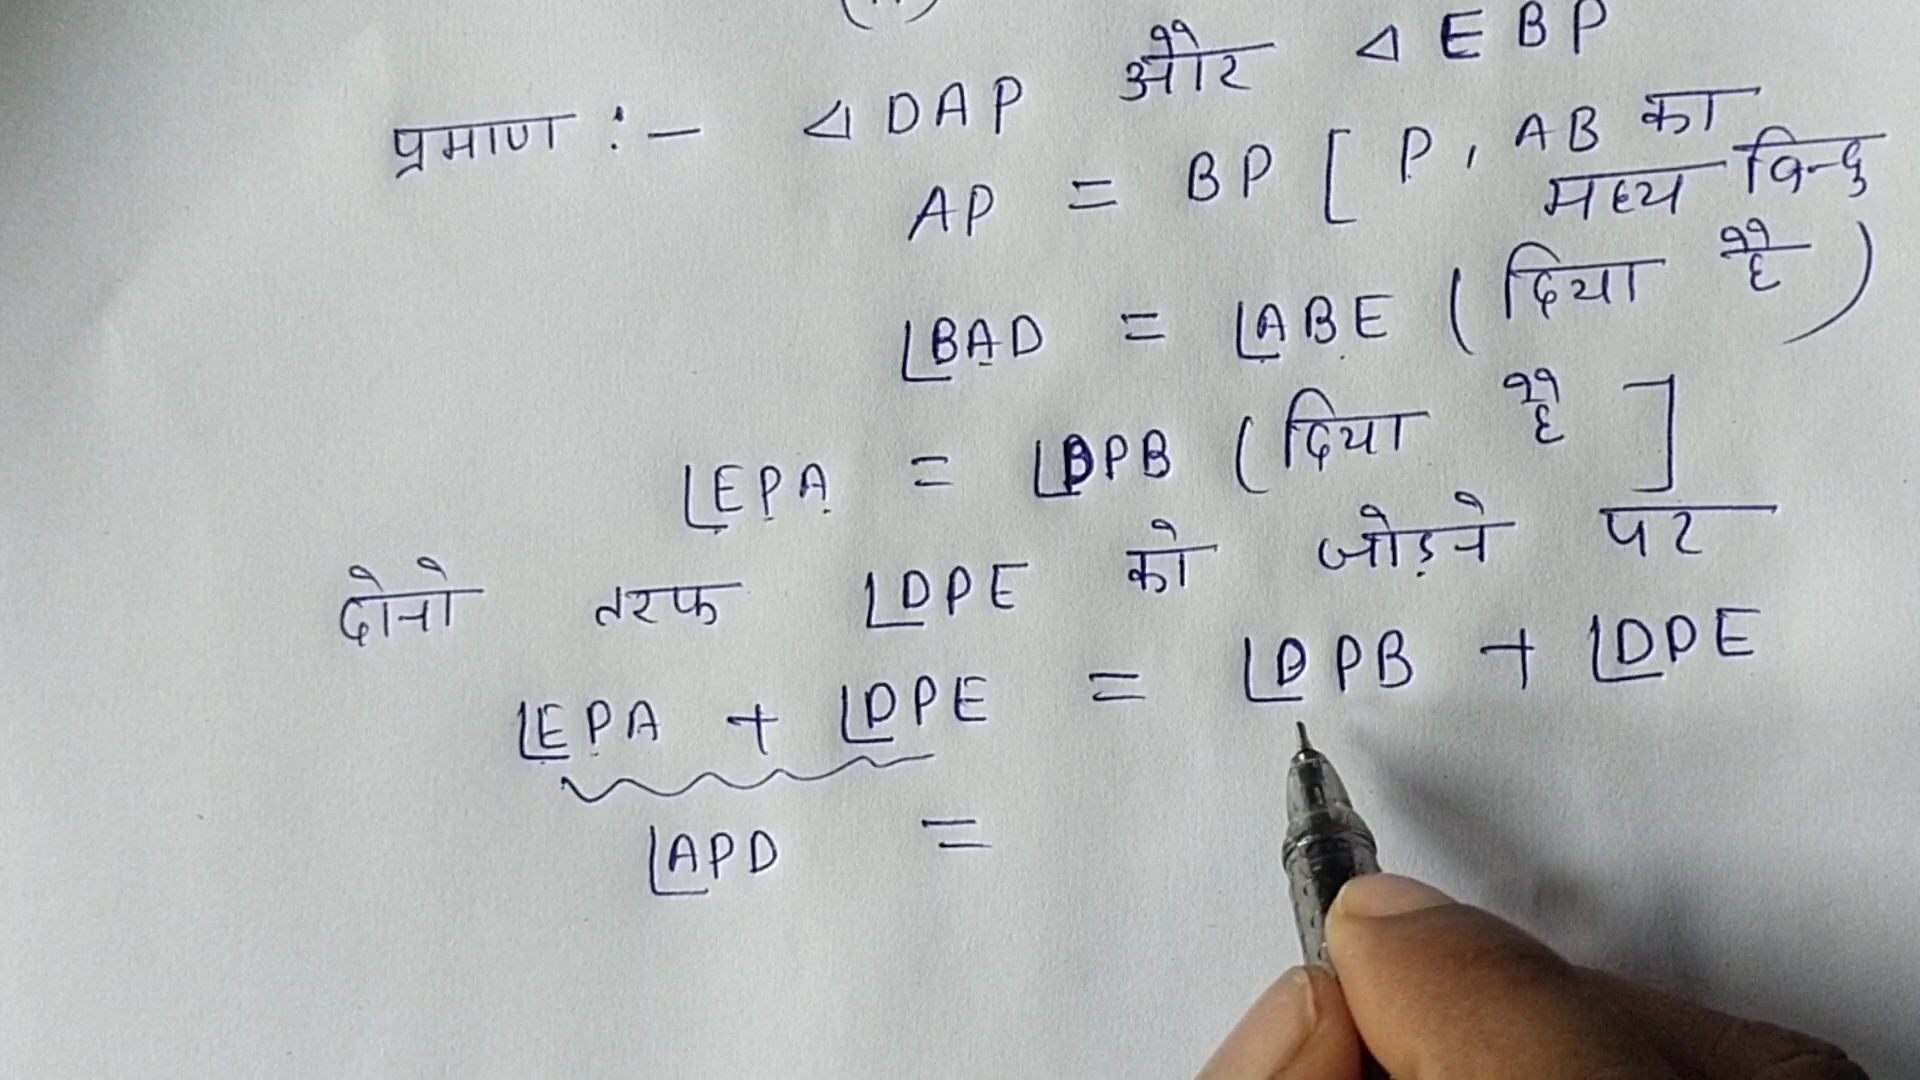 प्रमाण :- ◁ DAP और ◁ EBP
AP = BP [ P, AB का
मध्य विन्दु
∠BAD = ∠ABE ( दिया है )
∠EPA = ∠DPB ( दिया है ]
दोनो तरफ ∠DPE को जोड़ने पर
∠EPA + ∠DPE = ∠DPB + ∠DPE
∠APD =